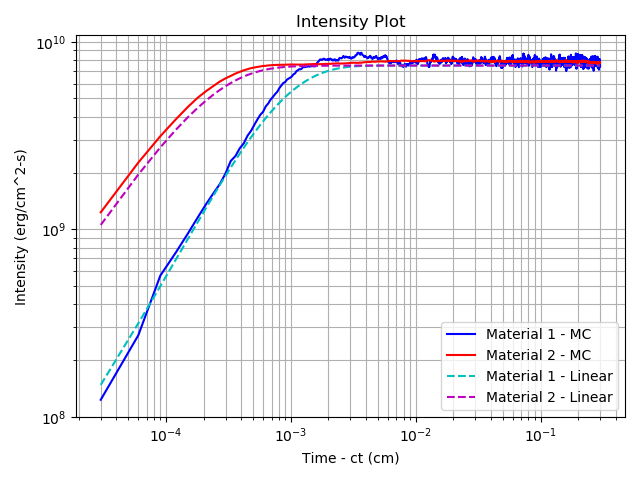 Intensity Plot
10^10
10^9
10^8
Intensity (erg/cm^2-s)
Material 1 - MC
Material 2 - MC
Material 1 - Linear
Material 2 - Linear
10^−4
10^−3
10^−2
10^−1
Time - ct (cm)